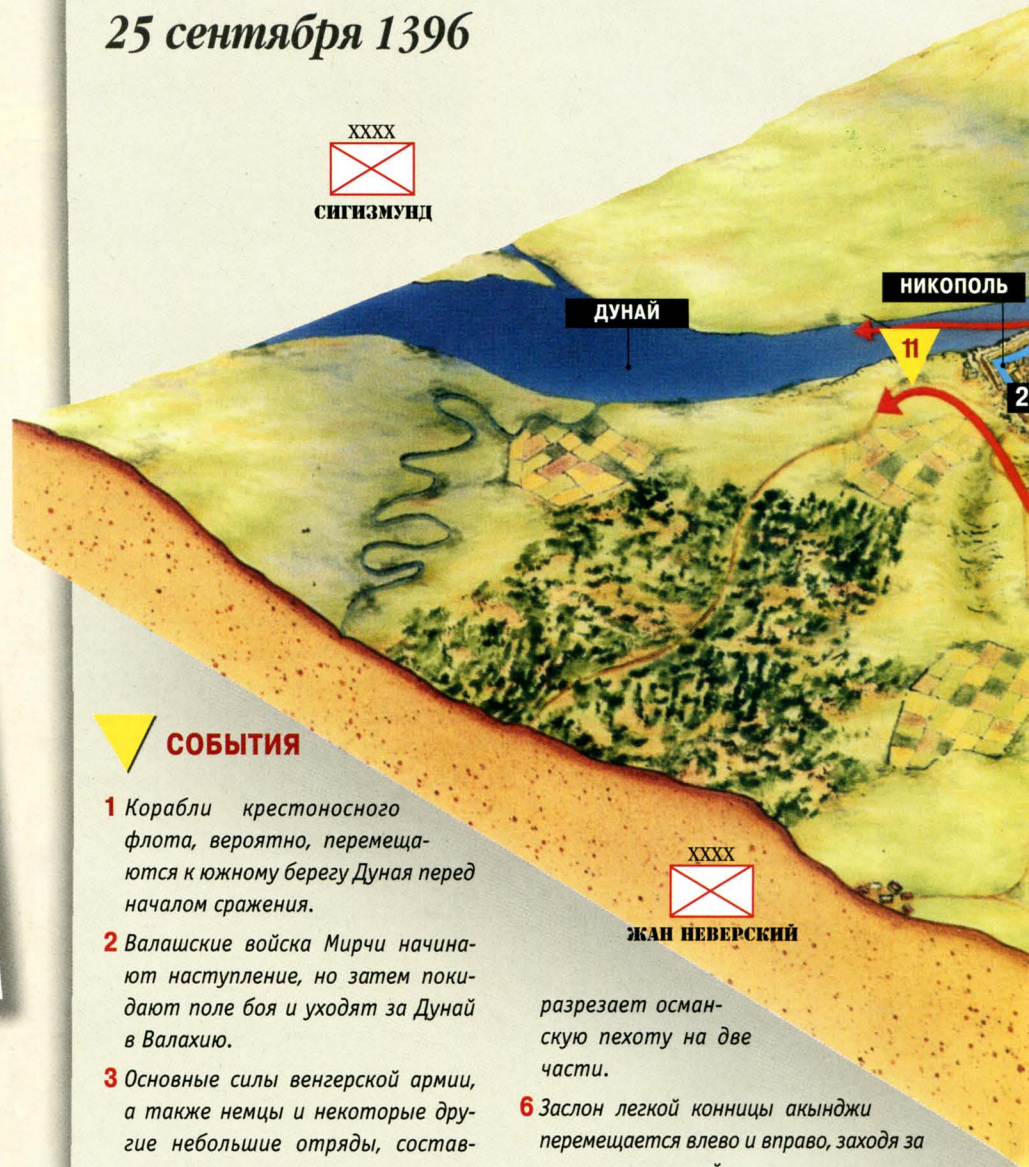 25 сентября 1396
XXXX
СИГИЗМУНД
НИКОПОЛЬ
ДУНАЙ
11
2
СОБЫТИЯ
1 Корабли крестоносного
флота, вероятно, перемеща-
ются к южному берегу Дуная перед
началом сражения.
2 Валашские войска Мирчи начина-
ют наступление, но затем поки-
дают поле боя и уходят за Дунай
в Валахию.
3 Основные силы венгерской армии,
а также немцы и некоторые дру-
гие небольшие отряды, состав-
XXXX
ЖАН НЕВЕРСКИЙ
разрезает осман-
скую пехоту на две
части.
6 Заслон легкой конницы акынджи
перемещается влево и вправо, заходя за